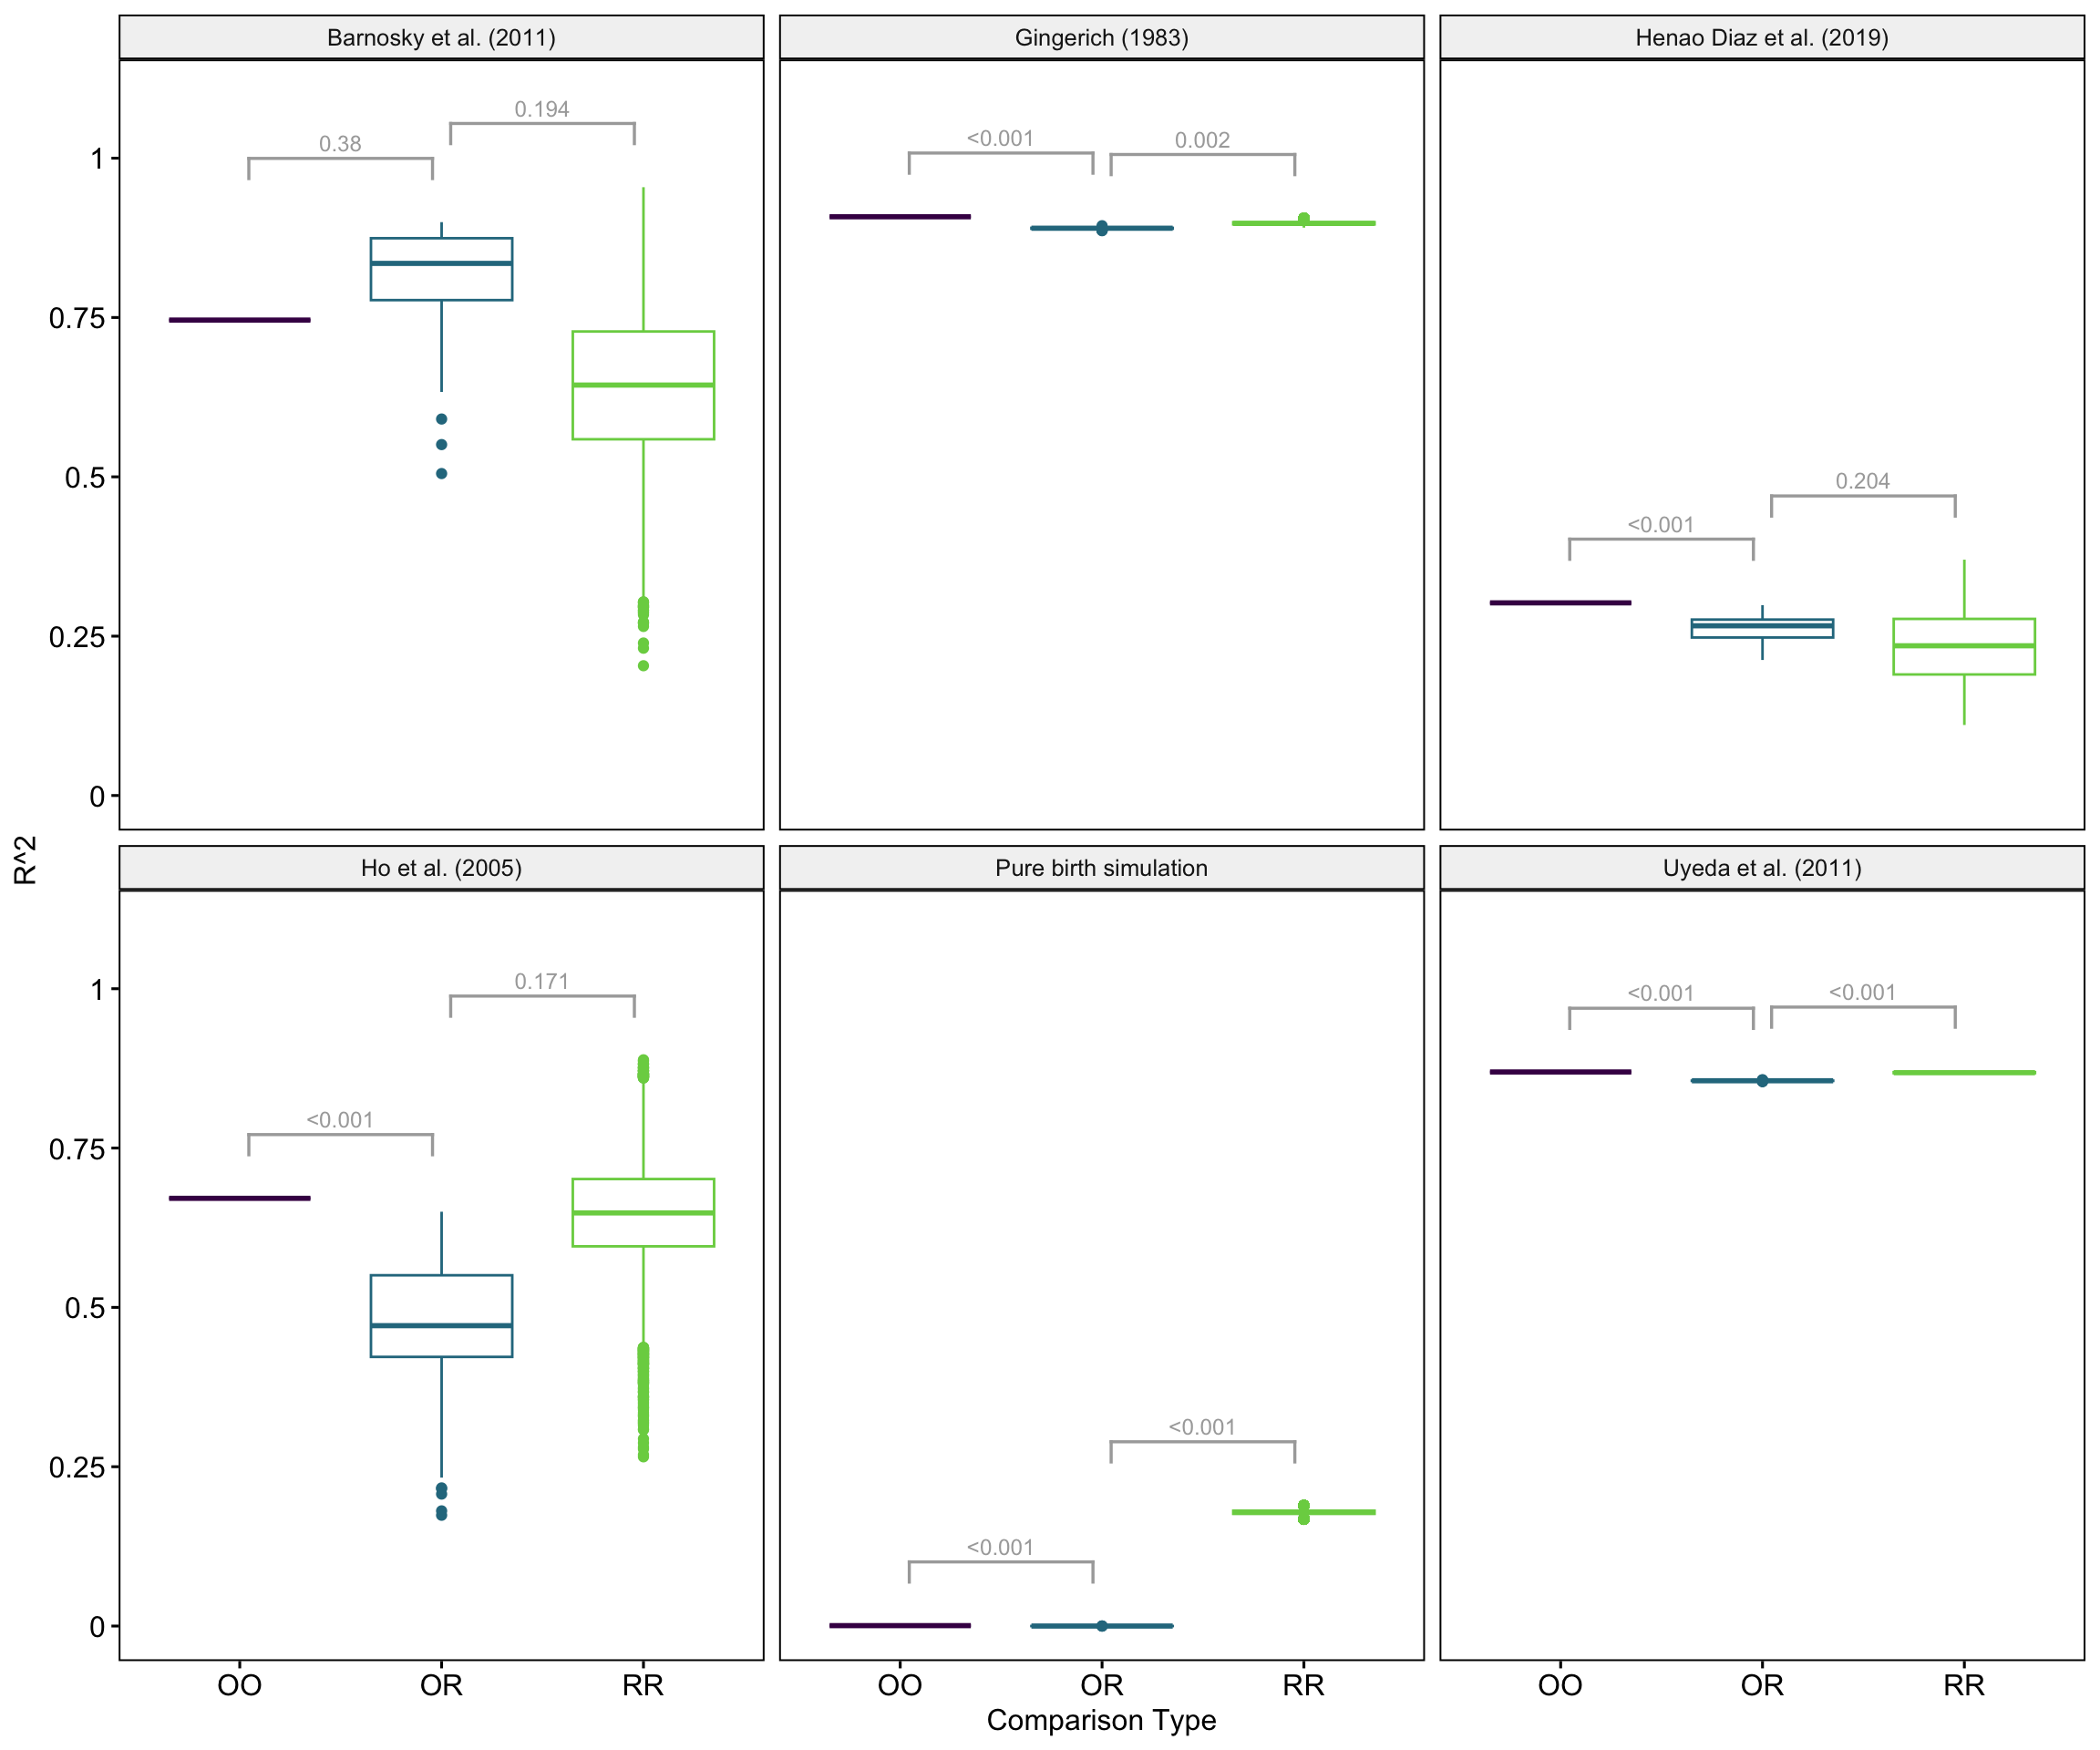 Barnosky et al. (2011)
Gingerich (1983)
Henao Diaz et al. (2019)
0.38
0.194
<0.001
0.002
<0.001
0.204
1
0.75
0.5
0.25
0
R^2
Ho et al. (2005)
Pure birth simulation
Uyeda et al. (2011)
<0.001
0.171
<0.001
<0.001
<0.001
<0.001
1
0.75
0.5
0.25
0
OO OR RR
OO OR RR
OO OR RR
Comparison Type